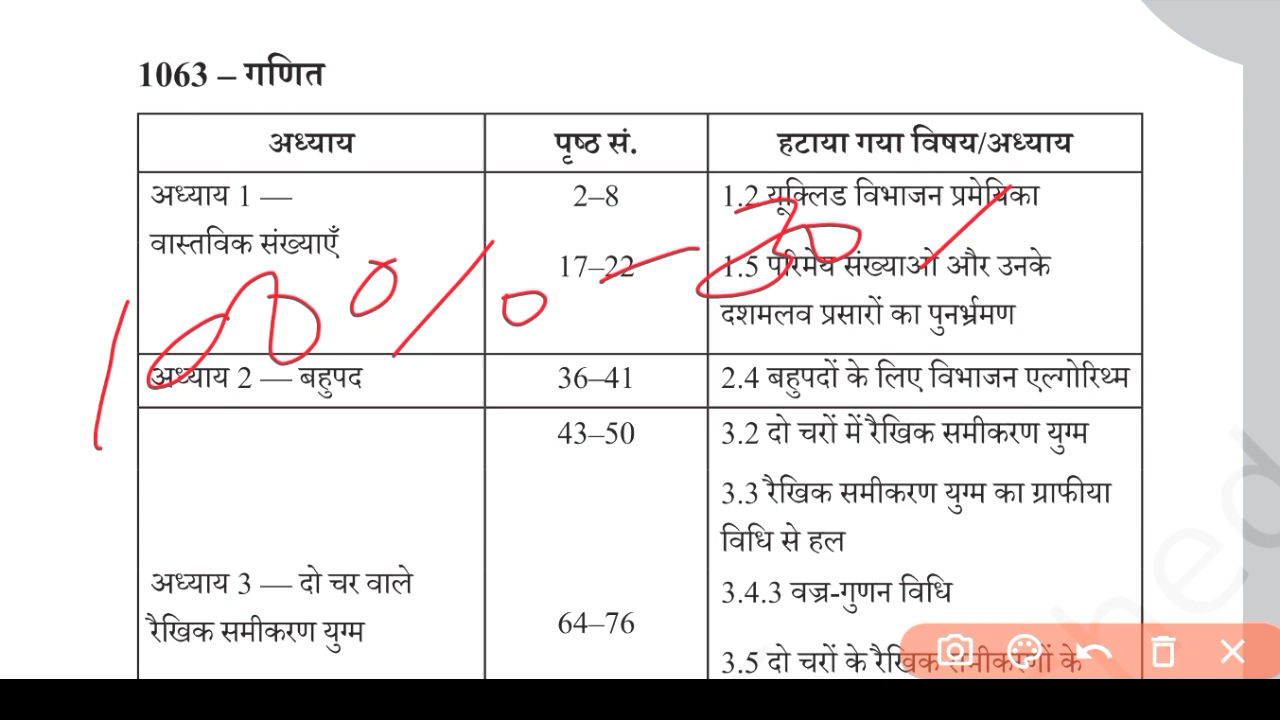 1063 – गणित
अध्याय पृष्ठ सं. हटाया गया विषय/अध्याय
अध्याय 1 — 2–8 1.2 यूक्लिड विभाजन प्रमेयिका
वास्तविक संख्याएँ
17–22 1.5 परिमेय संख्याओं और उनके
दशमलव प्रसारों का पुनर्भ्रमण
100% - 30%
अध्याय 2 — बहुपद 36–41 2.4 बहुपदों के लिए विभाजन एल्गोरिथ्म
43–50 3.2 दो चरों में रैखिक समीकरण युग्म
3.3 रैखिक समीकरण युग्म का ग्राफीया
विधि से हल
अध्याय 3 — दो चर वाले 3.4.3 वज्र-गुणन विधि
रैखिक समीकरण युग्म 64–76
3.5 दो चरों के रैखिक समीकरणों के
hed